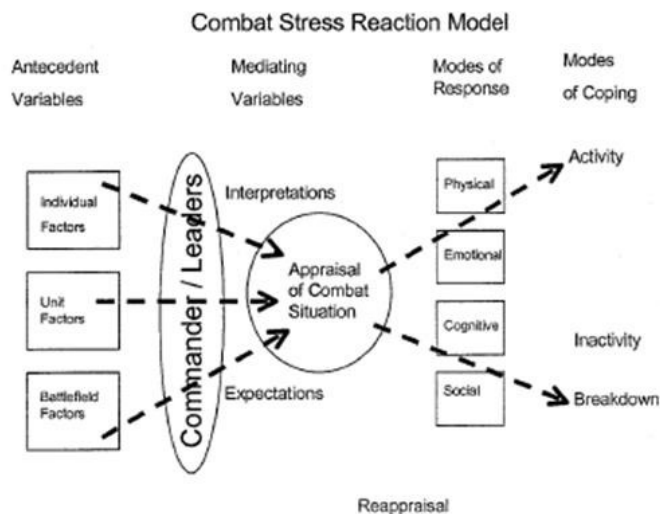 Combat Stress Reaction Model
Antecedent
Variables
Mediating
Variables
Modes of
Response
Modes
of Coping
Individual
Factors
Unit
Factors
Battlefield
Factors
Commander / Leaders
Interpretations
Appraisal
of Combat
Situation
Expectations
Physical
Emotional
Cognitive
Social
Activity
Inactivity
Breakdown
Reappraisal